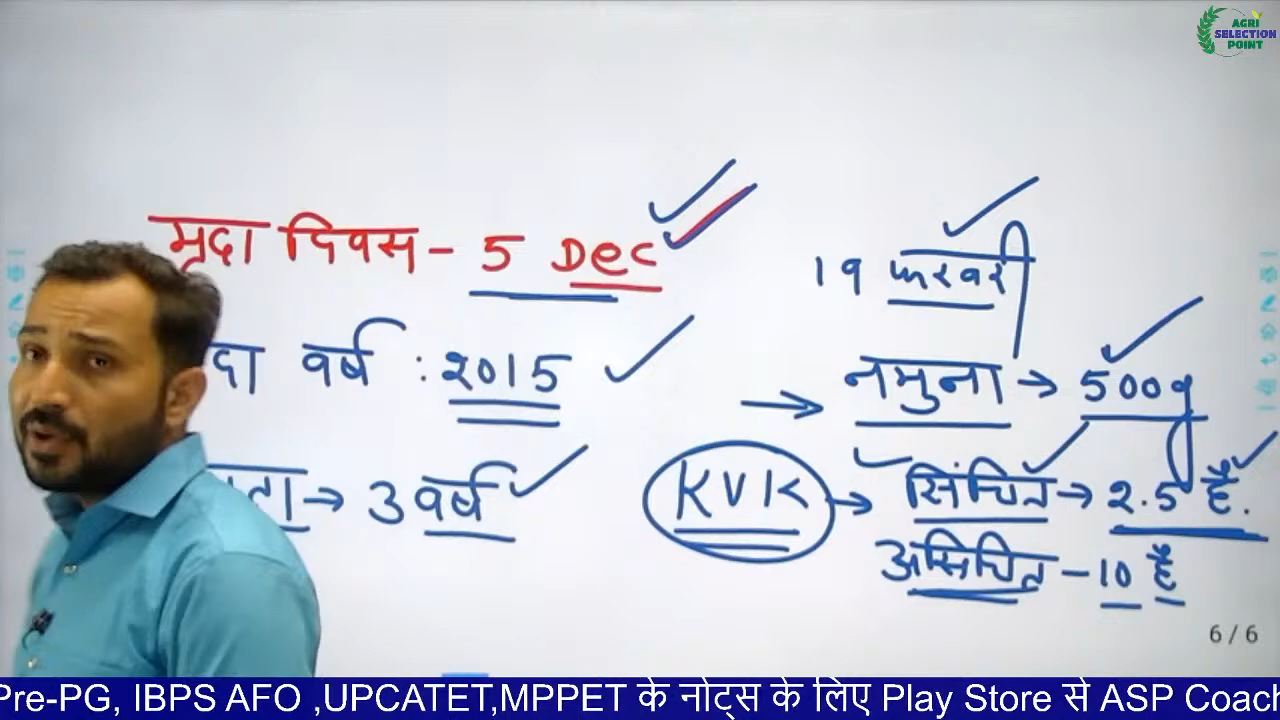 AGRI
SELECTION
POINT
मृदा दिवस - 5 Dec
19 फरवरी
दा वर्ष : 2015
नमुना → 500g
→ 3 वर्ष
KVK → सिंचित → 2.5 है.
असिंचित - 10 है
6 / 6
Pre-PG, IBPS AFO ,UPCATET,MPPET के नोट्स के लिए Play Store से ASP Coach